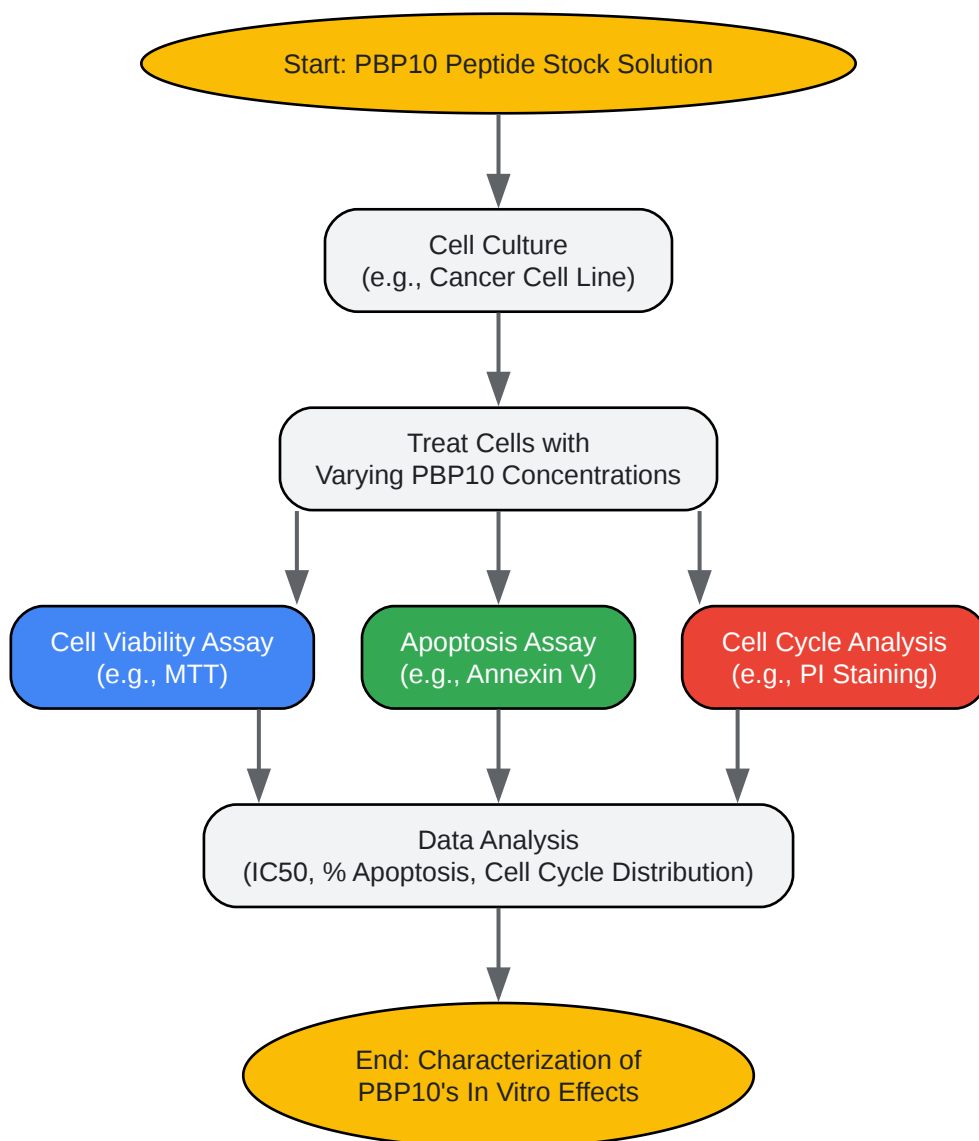 Start: PBP10 Peptide Stock Solution
Cell Culture
(e.g., Cancer Cell Line)
Treat Cells with
Varying PBP10 Concentrations
Cell Viability Assay
(e.g., MTT)
Apoptosis Assay
(e.g., Annexin V)
Cell Cycle Analysis
(e.g., PI Staining)
Data Analysis
(IC50, % Apoptosis, Cell Cycle Distribution)
End: Characterization of
PBP10's In Vitro Effects